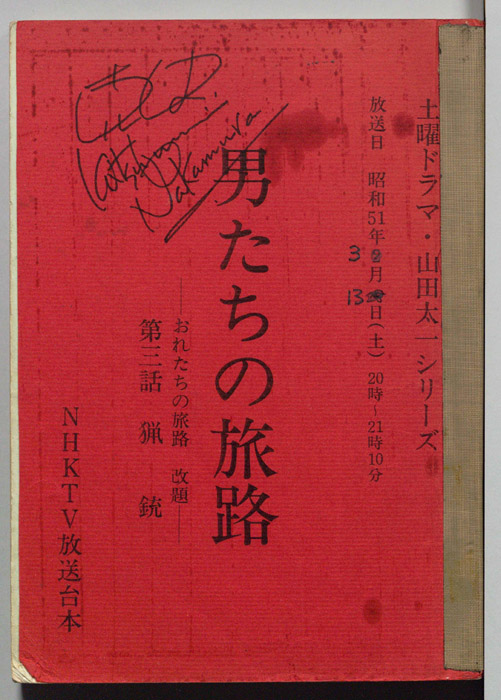 土曜ドラマ・山田太一シリーズ
放送日 昭和51年3月13日(土) 20時~21時10分
男たちの旅路
――おれたちの旅路 改題――
第三話 猟銃
NHKTV放送台本
Katsuyuki Nakamura